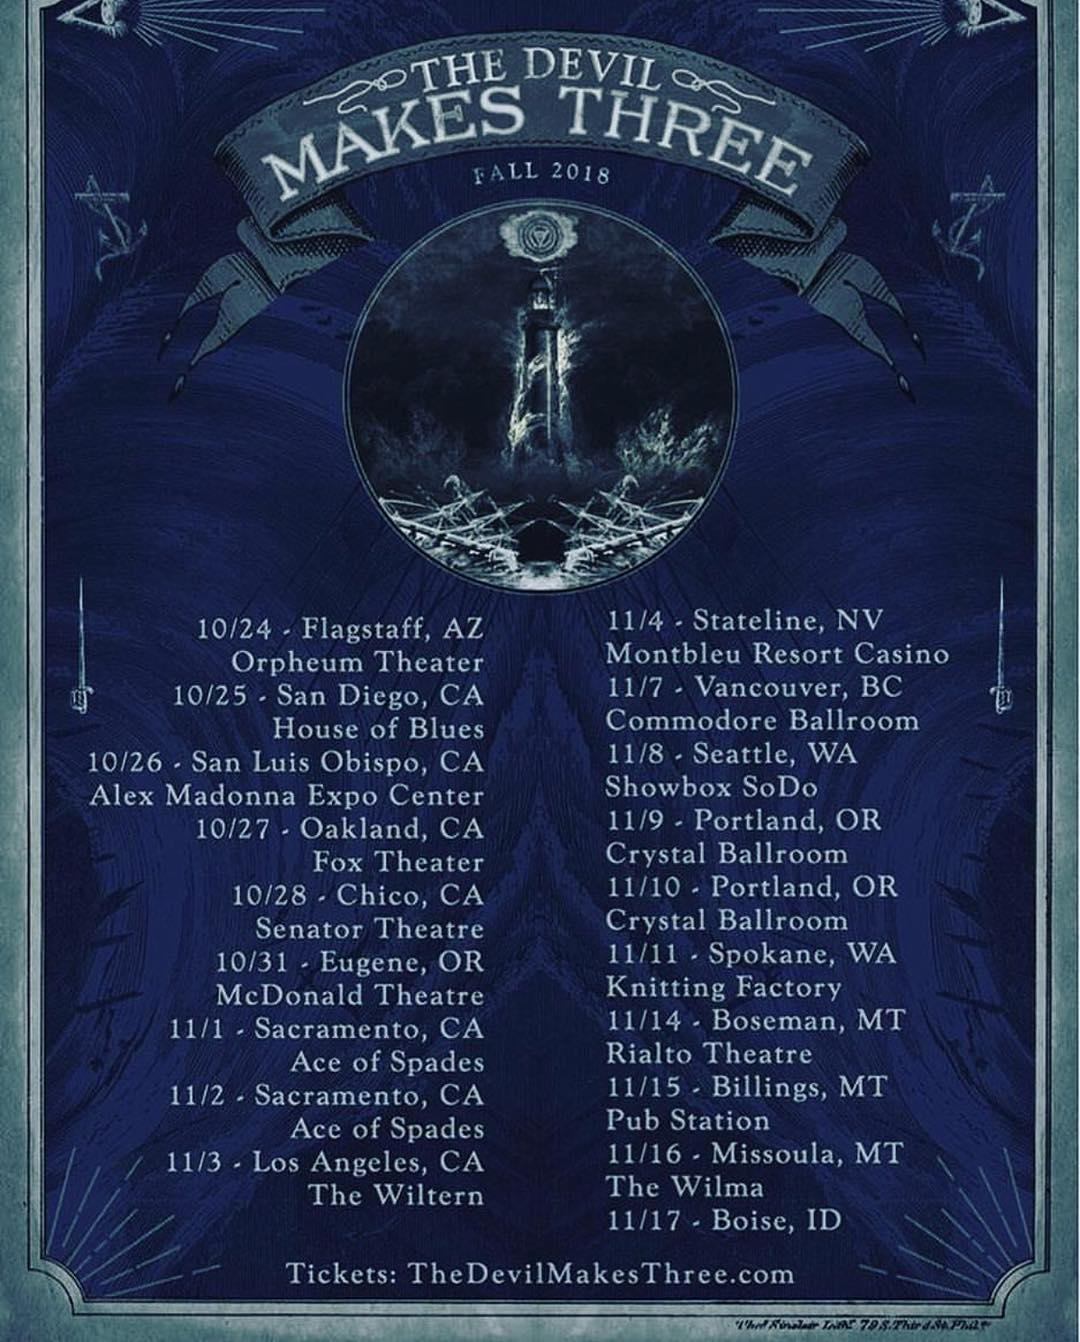 THE DEVIL
MAKES THREE
FALL 2018
10/24 - Flagstaff, AZ
Orpheum Theater
10/25 - San Diego, CA
House of Blues
10/26 - San Luis Obispo, CA
Alex Madonna Expo Center
10/27 - Oakland, CA
Fox Theater
10/28 - Chico, CA
Senator Theatre
10/31 - Eugene, OR
McDonald Theatre
11/1 - Sacramento, CA
Ace of Spades
11/2 - Sacramento, CA
Ace of Spades
11/3 - Los Angeles, CA
The Wiltern
11/4 - Stateline, NV
Montbleu Resort Casino
11/7 - Vancouver, BC
Commodore Ballroom
11/8 - Seattle, WA
Showbox SoDo
11/9 - Portland, OR
Crystal Ballroom
11/10 - Portland, OR
Crystal Ballroom
11/11 - Spokane, WA
Knitting Factory
11/14 - Boseman, MT
Rialto Theatre
11/15 - Billings, MT
Pub Station
11/16 - Missoula, MT
The Wilma
11/17 - Boise, ID
Tickets: TheDevilMakesThree.com
Sinclair Lith. 79 S. Third St. Phil.